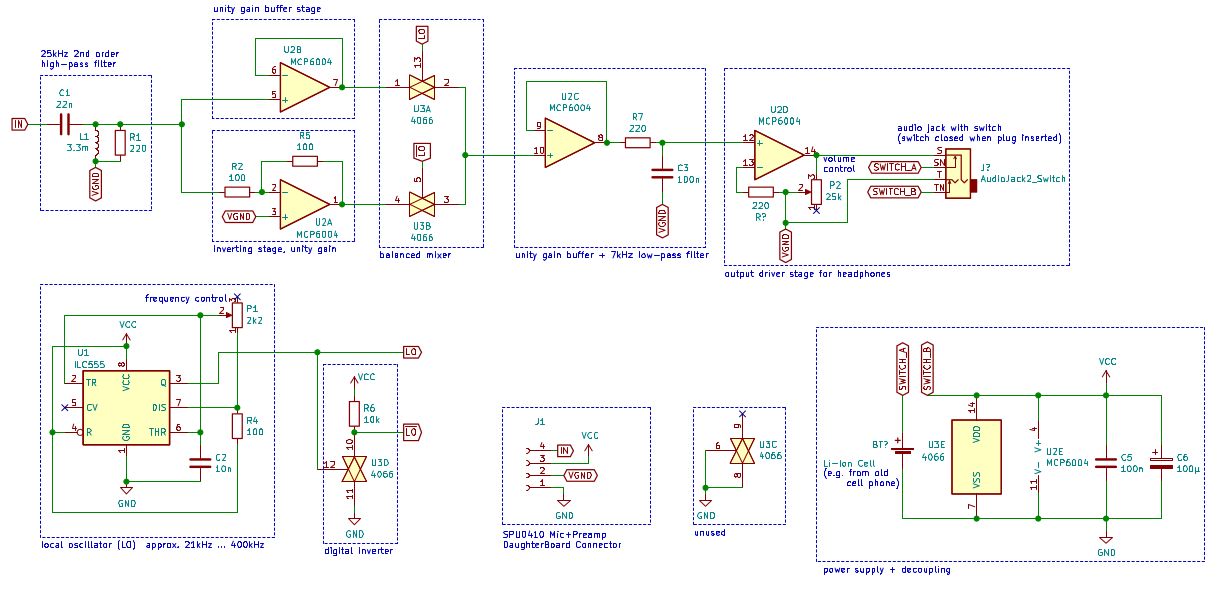 unity gain buffer stage
25kHz 2nd order
high-pass filter
C1
22n
IN
L1
3.3m
R1
220
VGND
U2B
MCP6004
6
5
7
R5
100
R2
100
2
3
1
VGND
U2A
MCP6004
inverting stage, unity gain
LO
13
1
2
U3A
4066
LO
5
4
3
U3B
4066
balanced mixer
U2C
MCP6004
9
10
8
R7
220
C3
100n
VGND
unity gain buffer + 7kHz low-pass filter
U2D
MCP6004
12
13
14
volume
control
3
2
1
P2
25k
220
R?
VGND
output driver stage for headphones
audio jack with switch
(switch closed when plug inserted)
S
SN
T
TN
SWITCH_A
SWITCH_B
J?
AudioJack2_Switch
frequency control
3
2
1
P1
2k2
VCC
U1
ILC555
8
VCC
2
TR
Q
3
5
CV
DIS
7
4
R
THR
6
GND
1
R4
100
C2
10n
GND
local oscillator (LO) approx. 21kHz ... 400kHz
LO
VCC
R6
10k
LO
10
12
11
U3D
4066
GND
digital inverter
J1
4
IN
VCC
3
2
VGND
1
GND
SPU0410 Mic+Preamp
DaughterBoard Connector
9
6
8
U3C
4066
GND
unused
SWITCH_A
SWITCH_B
VCC
BT?
Li-Ion Cell
(e.g. from old
cell phone)
U3E
4066
14
VDD
VSS
7
4
V+
U2E
MCP6004
V-
11
C5
100n
C6
100µ
GND
power supply + decoupling